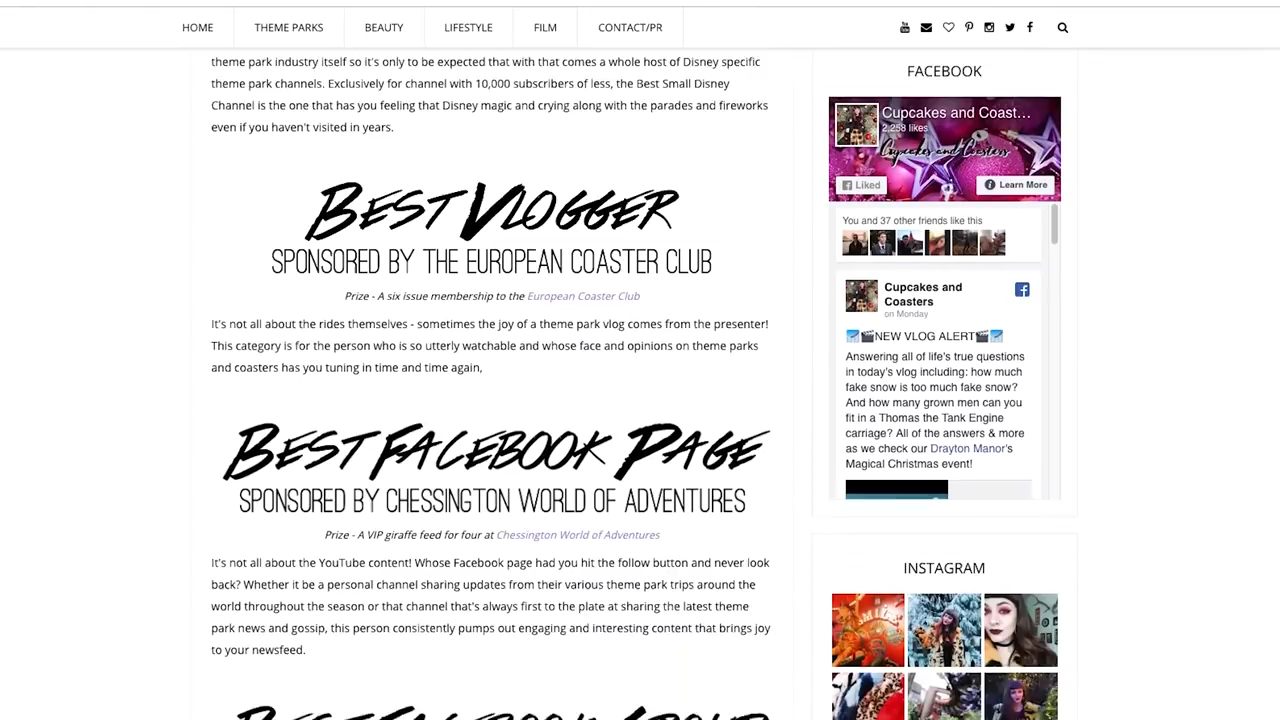 HOME
THEME PARKS
BEAUTY
LIFESTYLE
FILM
CONTACT/PR
theme park industry itself so it's only to be expected that with that comes a whole host of Disney specific
theme park channels. Exclusively for channel with 10,000 subscribers of less, the Best Small Disney
Channel is the one that has you feeling that Disney magic and crying along with the parades and fireworks
even if you haven't visited in years.
BEST VLOGGER
SPONSORED BY THE EUROPEAN COASTER CLUB
Prize - A six issue membership to the European Coaster Club
It's not all about the rides themselves - sometimes the joy of a theme park vlog comes from the presenter!
This category is for the person who is so utterly watchable and whose face and opinions on theme parks
and coasters has you tuning in time and time again,
BEST FACEBOOK PAGE
SPONSORED BY CHESSINGTON WORLD OF ADVENTURES
Prize - A VIP giraffe feed for four at Chessington World of Adventures
It's not all about the YouTube content! Whose Facebook page had you hit the follow button and never look
back? Whether it be a personal channel sharing updates from their various theme park trips around the
world throughout the season or that channel that's always first to the plate at sharing the latest theme
park news and gossip, this person consistently pumps out engaging and interesting content that brings joy
to your newsfeed.
FACEBOOK
Cupcakes and Coast...
2,258 likes
Cupcakes and Coasters
Liked
Learn More
You and 37 other friends like this
Cupcakes and
Coasters
on Monday
NEW VLOG ALERT
Answering all of life's true questions
in today's vlog including: how much
fake snow is too much fake snow?
And how many grown men can you
fit in a Thomas the Tank Engine
carriage? All of the answers & more
as we check our Drayton Manor's
Magical Christmas event!
INSTAGRAM